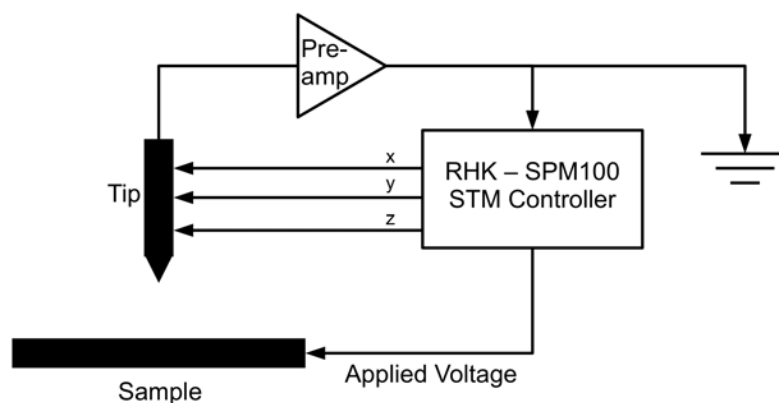 Pre-
amp
x
RHK – SPM100
STM Controller
Tip
y
z
Applied Voltage
Sample